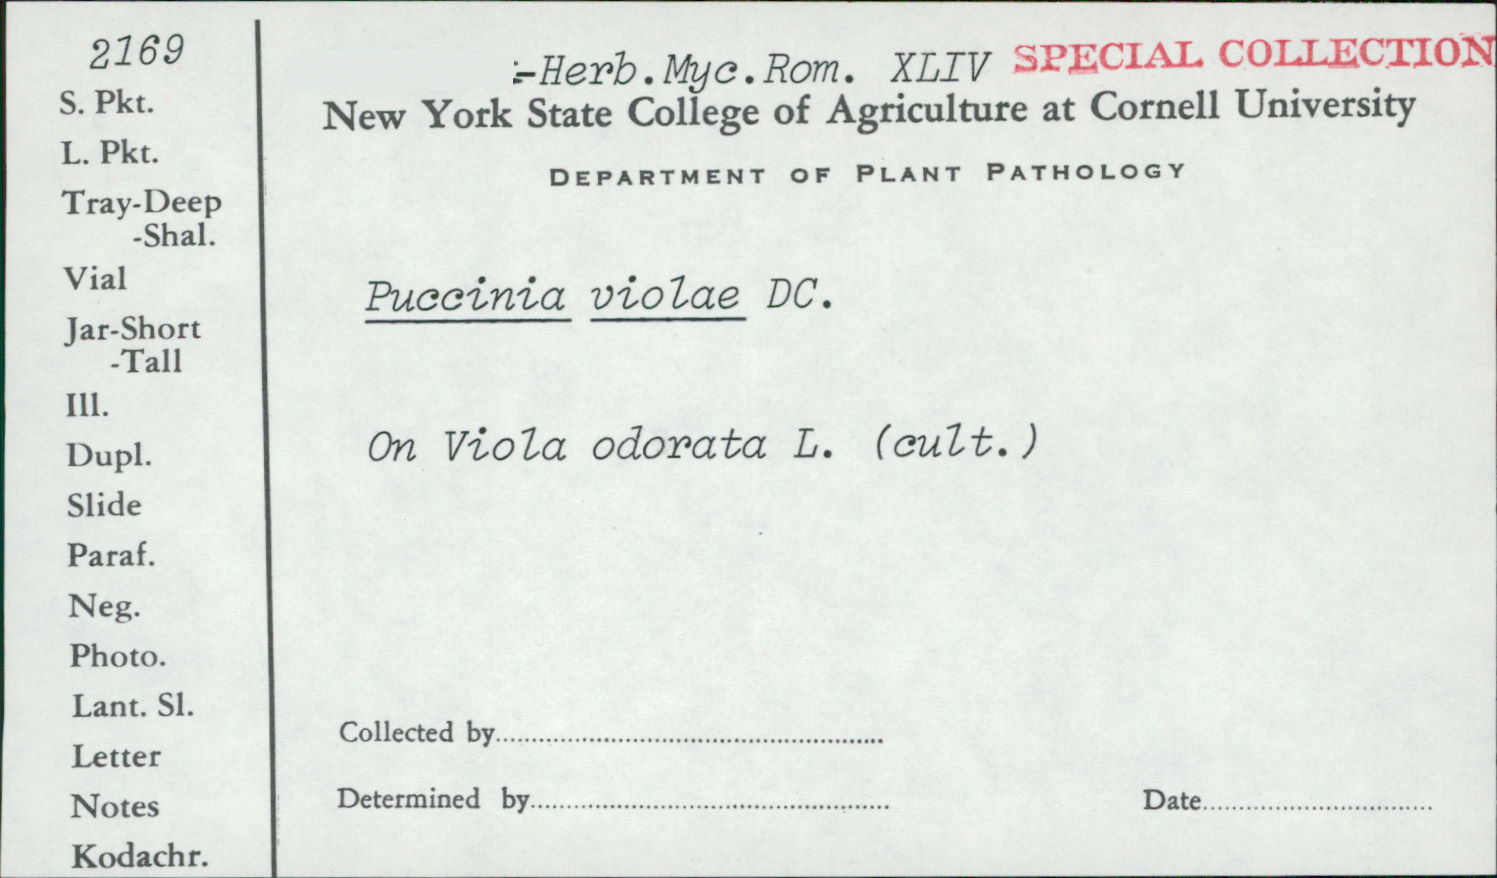 2169
S. Pkt.
L. Pkt.
Tray-Deep
-Shal.
Vial
Jar-Short
-Tall
Ill.
Dupl.
Slide
Paraf.
Neg.
Photo.
Lant. Sl.
Letter
Notes
Kodachr.
-Herb.Myc.Rom. XLIV SPECIAL COLLECTION
New York State College of Agriculture at Cornell University
DEPARTMENT OF PLANT PATHOLOGY
Puccinia violae DC.
On Viola odorata L. (cult.)
Collected by
Determined by Date